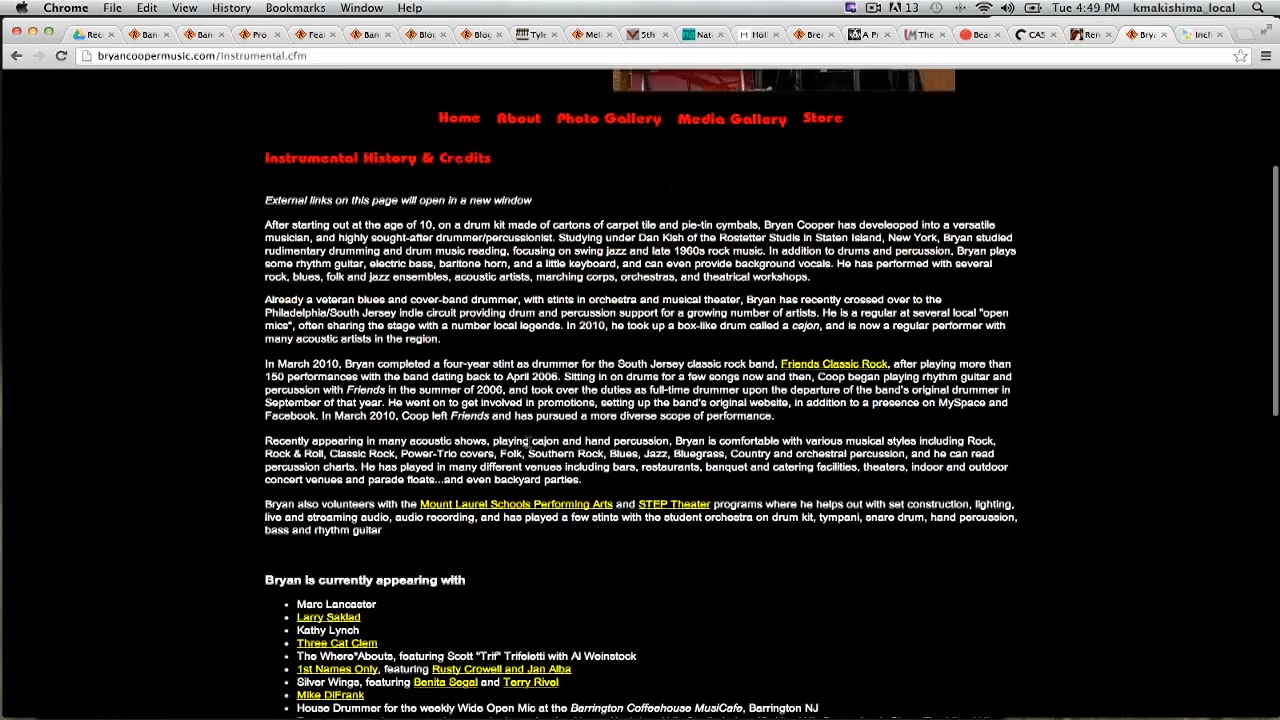 Chrome File Edit View History Bookmarks Window Help 13 Tue 4:49 PM kmakishima_local
Rec Ban Ban Pro Fea Ban Blo Blo Tyle Mel 5th Nat Holl Bre A Pr The Bea CAS Ren Bry Inch
bryancoopermusic.com/instrumental.cfm
Home About Photo Gallery Media Gallery Store
Instrumental History & Credits
External links on this page will open in a new window
After starting out at the age of 10, on a drum kit made of cartons of carpet tile and pie-tin cymbals, Bryan Cooper has develeoped into a versatile
musician, and highly sought-after drummer/percussionist. Studying under Dan Kish of the Rostetter Studis in Staten Island, New York, Bryan studied
rudimentary drumming and drum music reading, focusing on swing jazz and late 1960s rock music. In addition to drums and percussion, Bryan plays
some rhythm guitar, electric bass, baritone horn, and a little keyboard, and can even provide background vocals. He has performed with several
rock, blues, folk and jazz ensembles, acoustic artists, marching corps, orchestras, and theatrical workshops.
Already a veteran blues and cover-band drummer, with stints in orchestra and musical theater, Bryan has recently crossed over to the
Philadelphia/South Jersey indie circuit providing drum and percussion support for a growing number of artists. He is a regular at several local "open
mics", often sharing the stage with a number local legends. In 2010, he took up a box-like drum called a cajon, and is now a regular performer with
many acoustic artists in the region.
In March 2010, Bryan completed a four-year stint as drummer for the South Jersey classic rock band, Friends Classic Rock, after playing more than
150 performances with the band dating back to April 2006. Sitting in on drums for a few songs now and then, Coop began playing rhythm guitar and
percussion with Friends in the summer of 2006, and took over the duties as full-time drummer upon the departure of the band's original drummer in
September of that year. He went on to get involved in promotions, setting up the band's original website, in addition to a presence on MySpace and
Facebook. In March 2010, Coop left Friends and has pursued a more diverse scope of performance.
Recently appearing in many acoustic shows, playing cajon and hand percussion, Bryan is comfortable with various musical styles including Rock,
Rock & Roll, Classic Rock, Power-Trio covers, Folk, Southern Rock, Blues, Jazz, Bluegrass, Country and orchestral percussion, and he can read
percussion charts. He has played in many different venues including bars, restaurants, banquet and catering facilities, theaters, indoor and outdoor
concert venues and parade floats...and even backyard parties.
Bryan also volunteers with the Mount Laurel Schools Performing Arts and STEP Theater programs where he helps out with set construction, lighting,
live and streaming audio, audio recording, and has played a few stints with the student orchestra on drum kit, tympani, snare drum, hand percussion,
bass and rhythm guitar
Bryan is currently appearing with
• Marc Lancaster
• Larry Saklad
• Kathy Lynch
• Three Cat Clem
• The Where*Abouts, featuring Scott "Trif" Trifoletti with Al Weinstock
• 1st Names Only, featuring Rusty Crowell and Jan Alba
• Silver Wings, featuring Benita Segal and Terry Rivel
• Mike DiFrank
• House Drummer for the weekly Wide Open Mic at the Barrington Coffeehouse MusiCafe, Barrington NJ